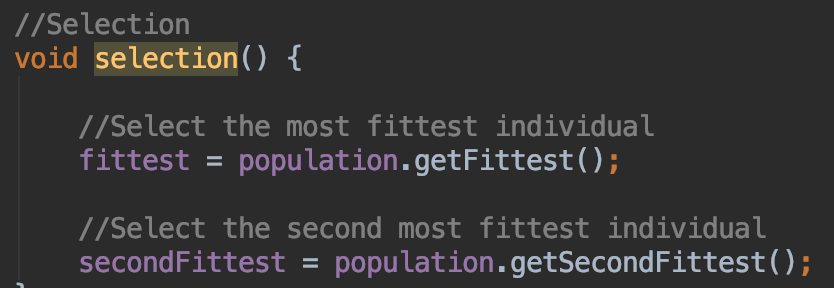 //Selection
void selection() {
//Select the most fittest individual
fittest = population.getFittest();
//Select the second most fittest individual
secondFittest = population.getSecondFittest();
}